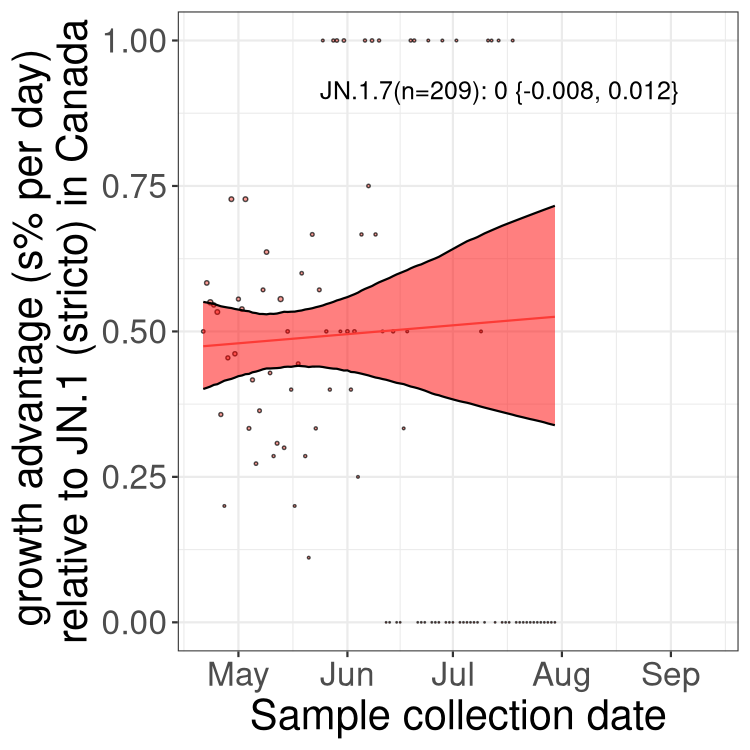 growth advantage (s% per day)
relative to JN.1 (stricto) in Canada
1.00
0.75
0.50
0.25
0.00
JN.1.7(n=209): 0 {-0.008, 0.012}
May Jun Jul Aug Sep
Sample collection date